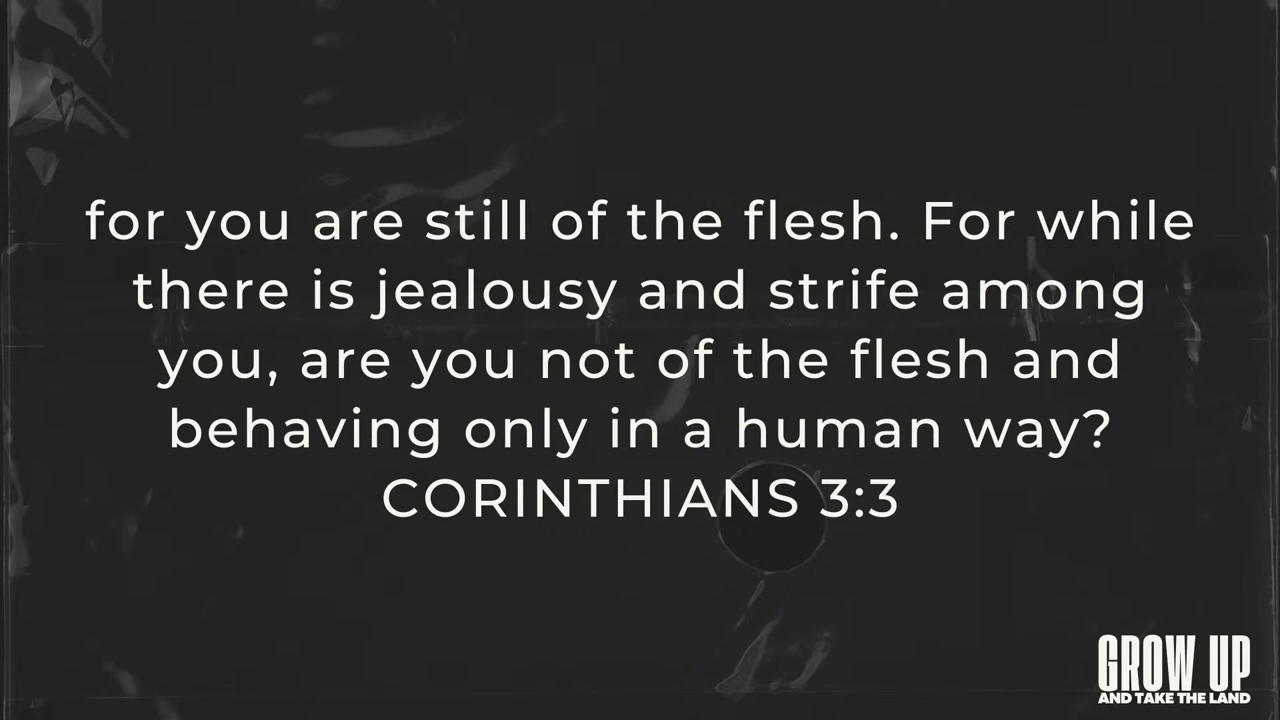 for you are still of the flesh. For while
there is jealousy and strife among
you, are you not of the flesh and
behaving only in a human way?
CORINTHIANS 3:3
GROW UP
AND TAKE THE LAND